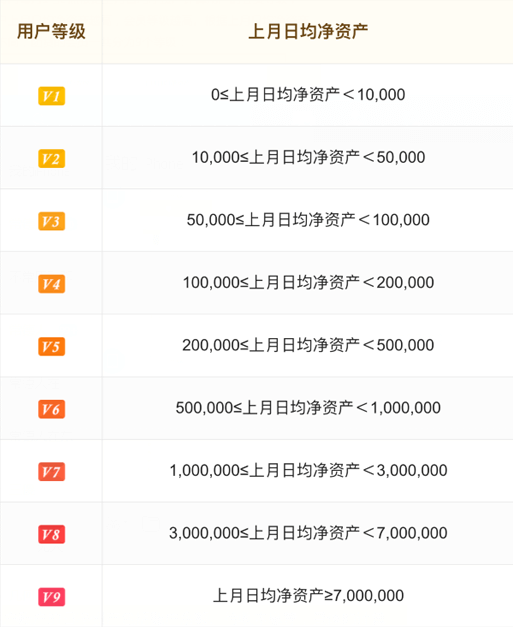 用户等级 上月日均净资产
V1 0≤上月日均净资产＜10,000
V2 10,000≤上月日均净资产＜50,000
V3 50,000≤上月日均净资产＜100,000
V4 100,000≤上月日均净资产＜200,000
V5 200,000≤上月日均净资产＜500,000
V6 500,000≤上月日均净资产＜1,000,000
V7 1,000,000≤上月日均净资产＜3,000,000
V8 3,000,000≤上月日均净资产＜7,000,000
V9 上月日均净资产≥7,000,000